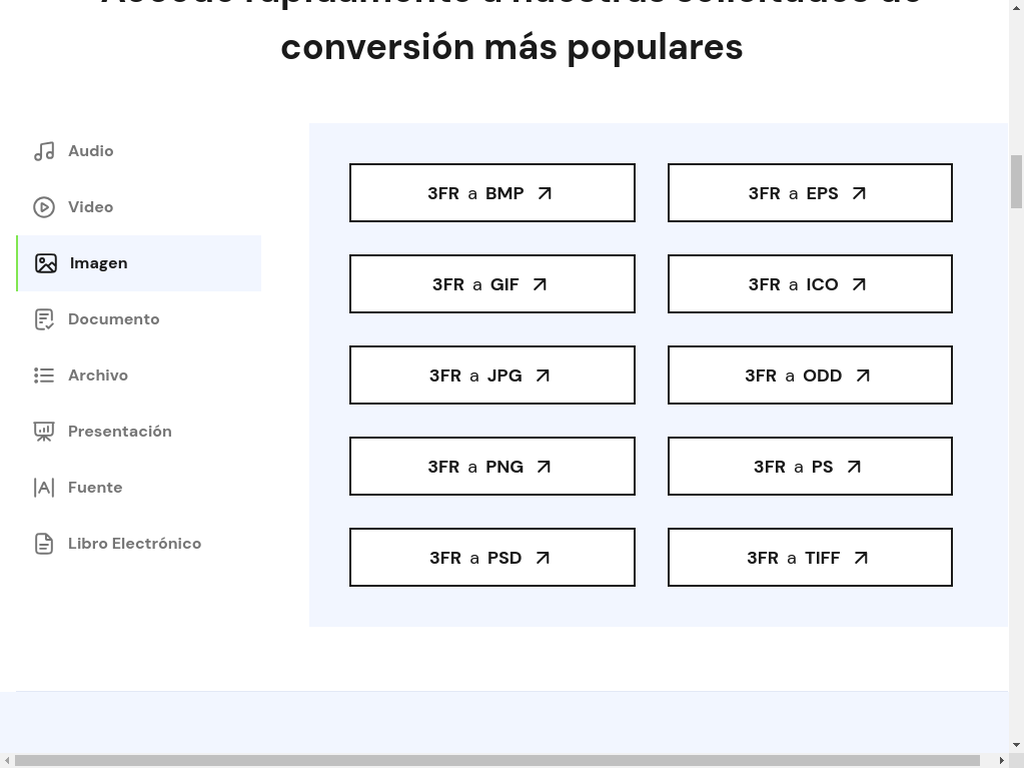 conversión más populares
Audio
Video
Imagen
Documento
Archivo
Presentación
Fuente
Libro Electrónico
3FR a BMP
3FR a EPS
3FR a GIF
3FR a ICO
3FR a JPG
3FR a ODD
3FR a PNG
3FR a PS
3FR a PSD
3FR a TIFF